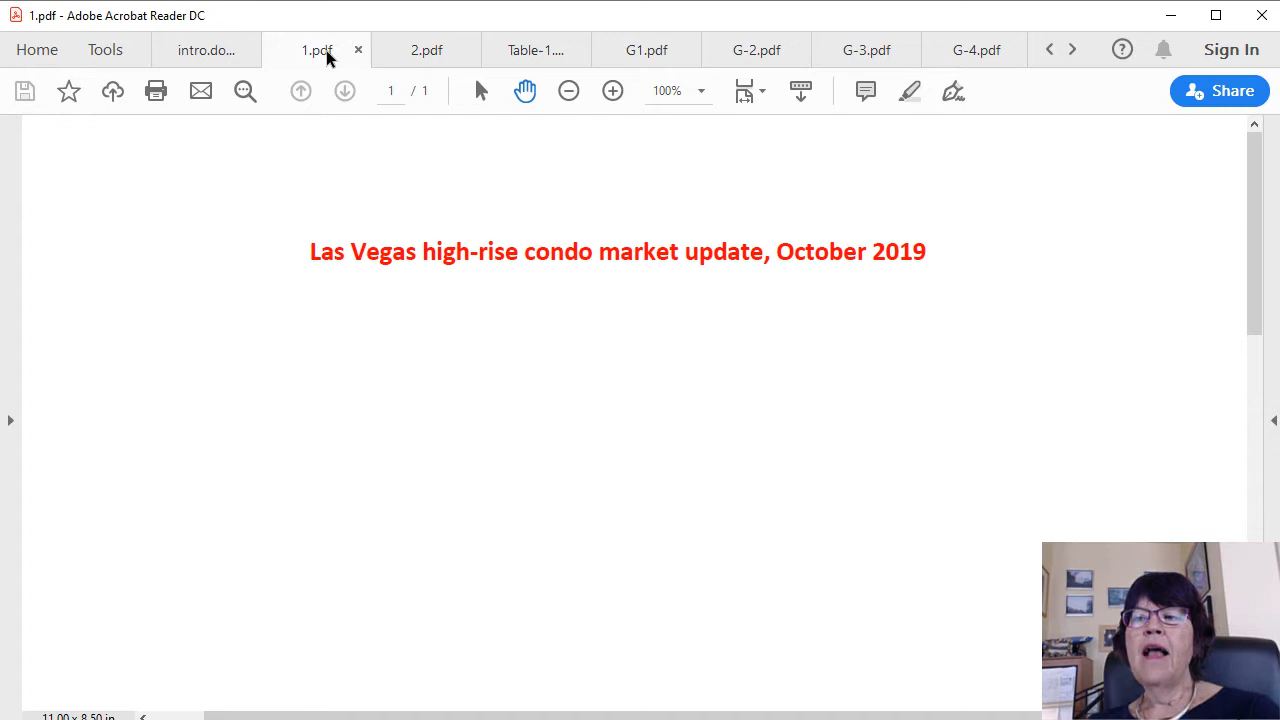 1.pdf - Adobe Acrobat Reader DC
Home Tools intro.do... 1.pdf 2.pdf Table-1.... G1.pdf G-2.pdf G-3.pdf G-4.pdf Sign In
1 / 1 100% Share
Las Vegas high-rise condo market update, October 2019
11.00 x 8.50 in